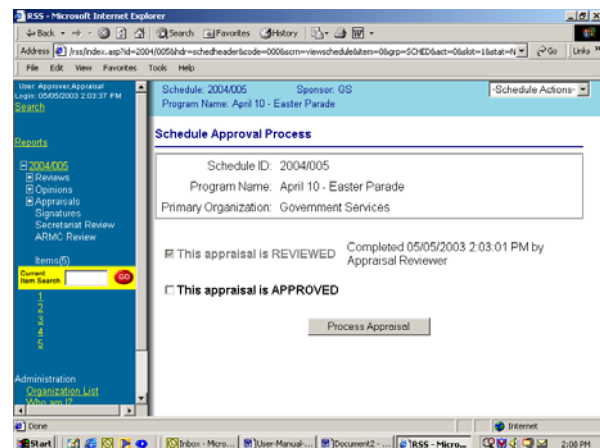 RSS - Microsoft Internet Explorer
Back Search Favorites History
Address /rss/index.asp?id=2004/005&hdr=schedheader&code=000&scrn=viewschedule&item=0&grp=SCHED&act=0&slot=1&stat=N Go Links »
File Edit View Favorites Tools Help
User: Approver,Appraisal
Login: 05/05/2003 2:03:37 PM
Search
Reports
2004/005
Reviews
Opinions
Appraisals
Signatures
Secretariat Review
ARMC Review
Items(5)
Current
Item Search GO
1
2
3
4
5
Administration
Organization List
Who am I?
Schedule: 2004/005 Sponsor: GS -Schedule Actions-
Program Name: April 10 - Easter Parade
Schedule Approval Process
Schedule ID: 2004/005
Program Name: April 10 - Easter Parade
Primary Organization: Government Services
This appraisal is REVIEWED Completed 05/05/2003 2:03:01 PM by
Appraisal Reviewer
This appraisal is APPROVED
Process Appraisal
Done Internet
Start Inbox - Micro... User-Manual-... Document2 - ... RSS - Micro... 2:08 PM